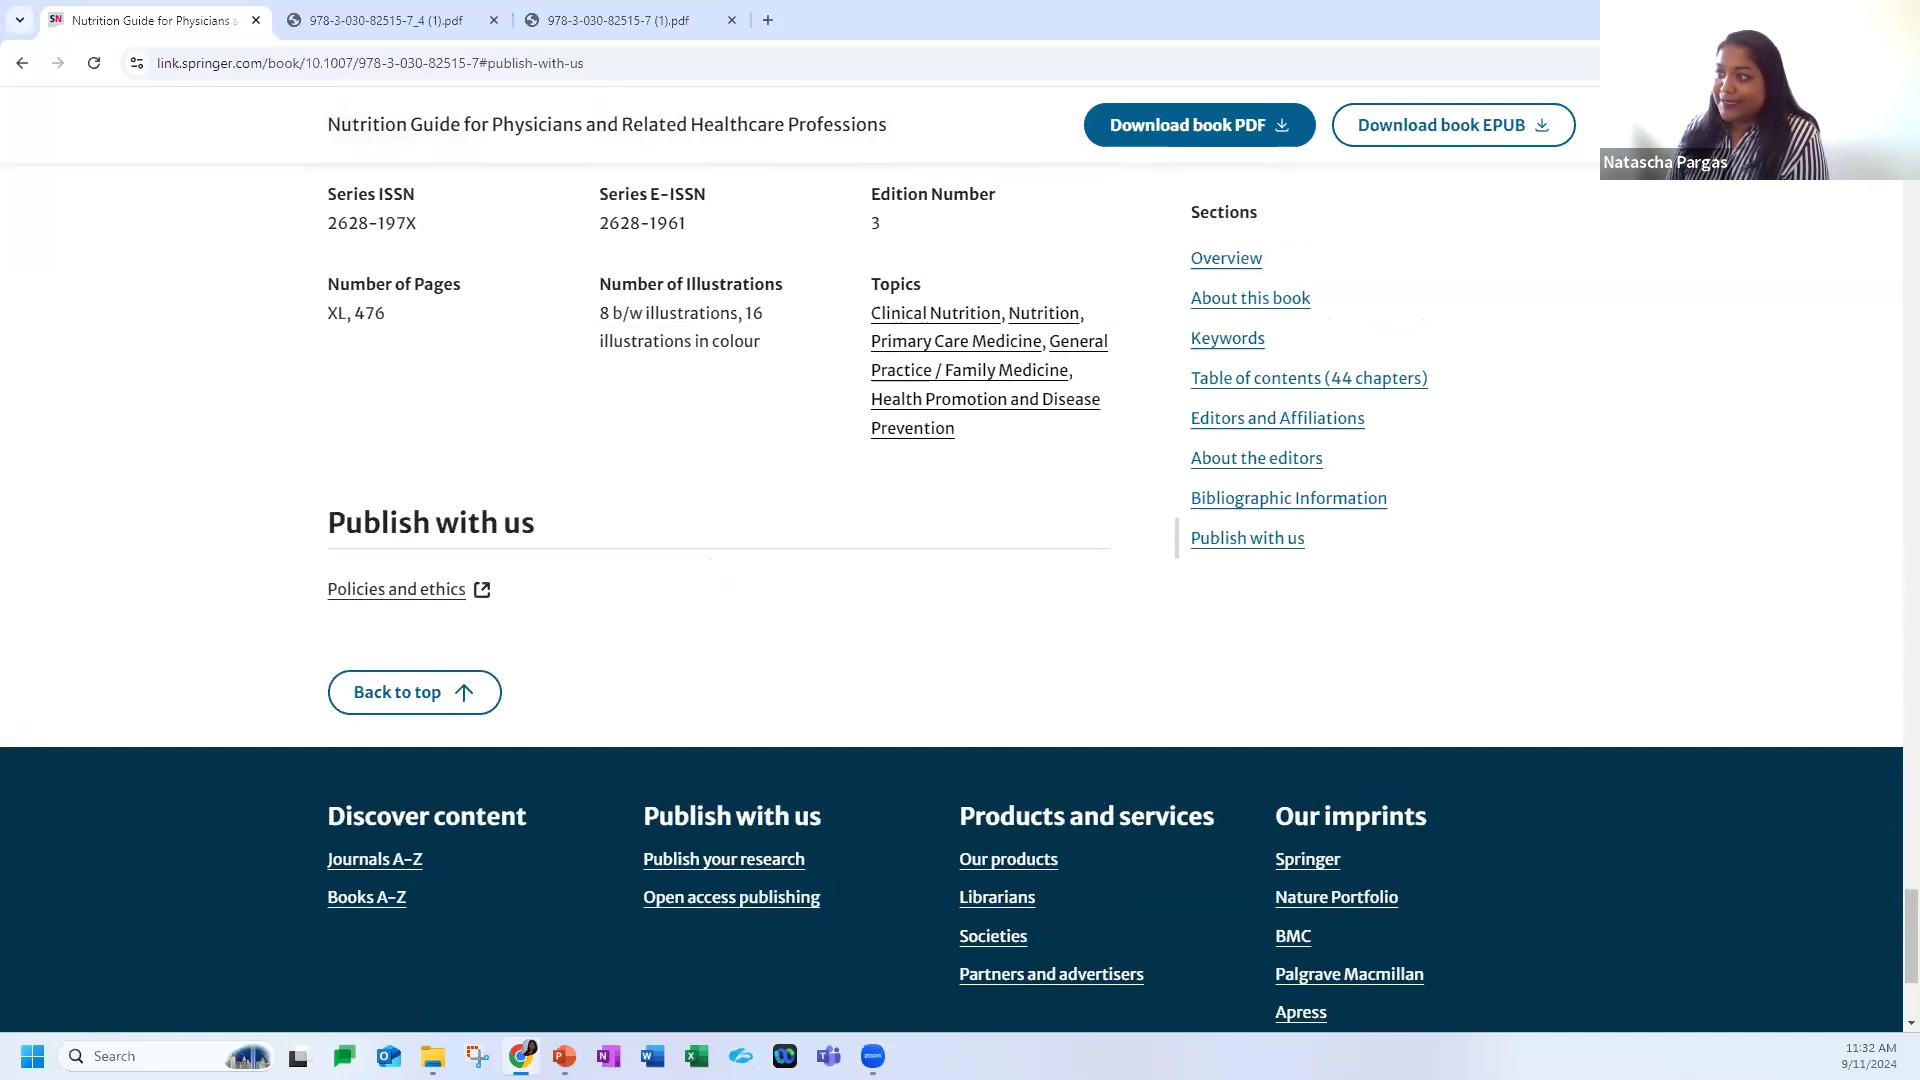 Nutrition Guide for Physicians a
978-3-030-82515-7_4 (1).pdf
978-3-030-82515-7 (1).pdf
link.springer.com/book/10.1007/978-3-030-82515-7#publish-with-us
Nutrition Guide for Physicians and Related Healthcare Professions
Download book PDF
Download book EPUB
Natascha Pargas
Series ISSN
2628-197X
Series E-ISSN
2628-1961
Edition Number
3
Number of Pages
XL, 476
Number of Illustrations
8 b/w illustrations, 16
illustrations in colour
Topics
Clinical Nutrition, Nutrition,
Primary Care Medicine, General
Practice / Family Medicine,
Health Promotion and Disease
Prevention
Sections
Overview
About this book
Keywords
Table of contents (44 chapters)
Editors and Affiliations
About the editors
Bibliographic Information
Publish with us
Publish with us
Policies and ethics
Back to top
Discover content
Journals A-Z
Books A-Z
Publish with us
Publish your research
Open access publishing
Products and services
Our products
Librarians
Societies
Partners and advertisers
Our imprints
Springer
Nature Portfolio
BMC
Palgrave Macmillan
Apress
Search
zoom
11:32 AM
9/11/2024